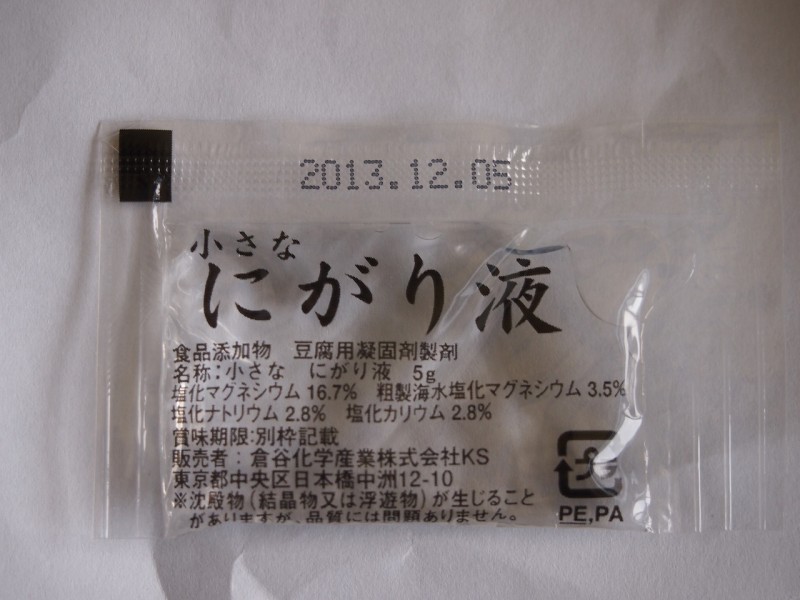 2013.12.05
小さな
にがり液
食品添加物　豆腐用凝固剤製剤
名称：小さな　にがり液　5g
塩化マグネシウム 16.7%　粗製海水塩化マグネシウム 3.5%
塩化ナトリウム 2.8%　塩化カリウム 2.8%
賞味期限:別枠記載
販売者：倉谷化学産業株式会社KS
東京都中央区日本橋中洲12-10
※沈殿物（結晶物又は浮遊物）が生じること
がありますが、品質には問題ありません。
プラ
PE,PA